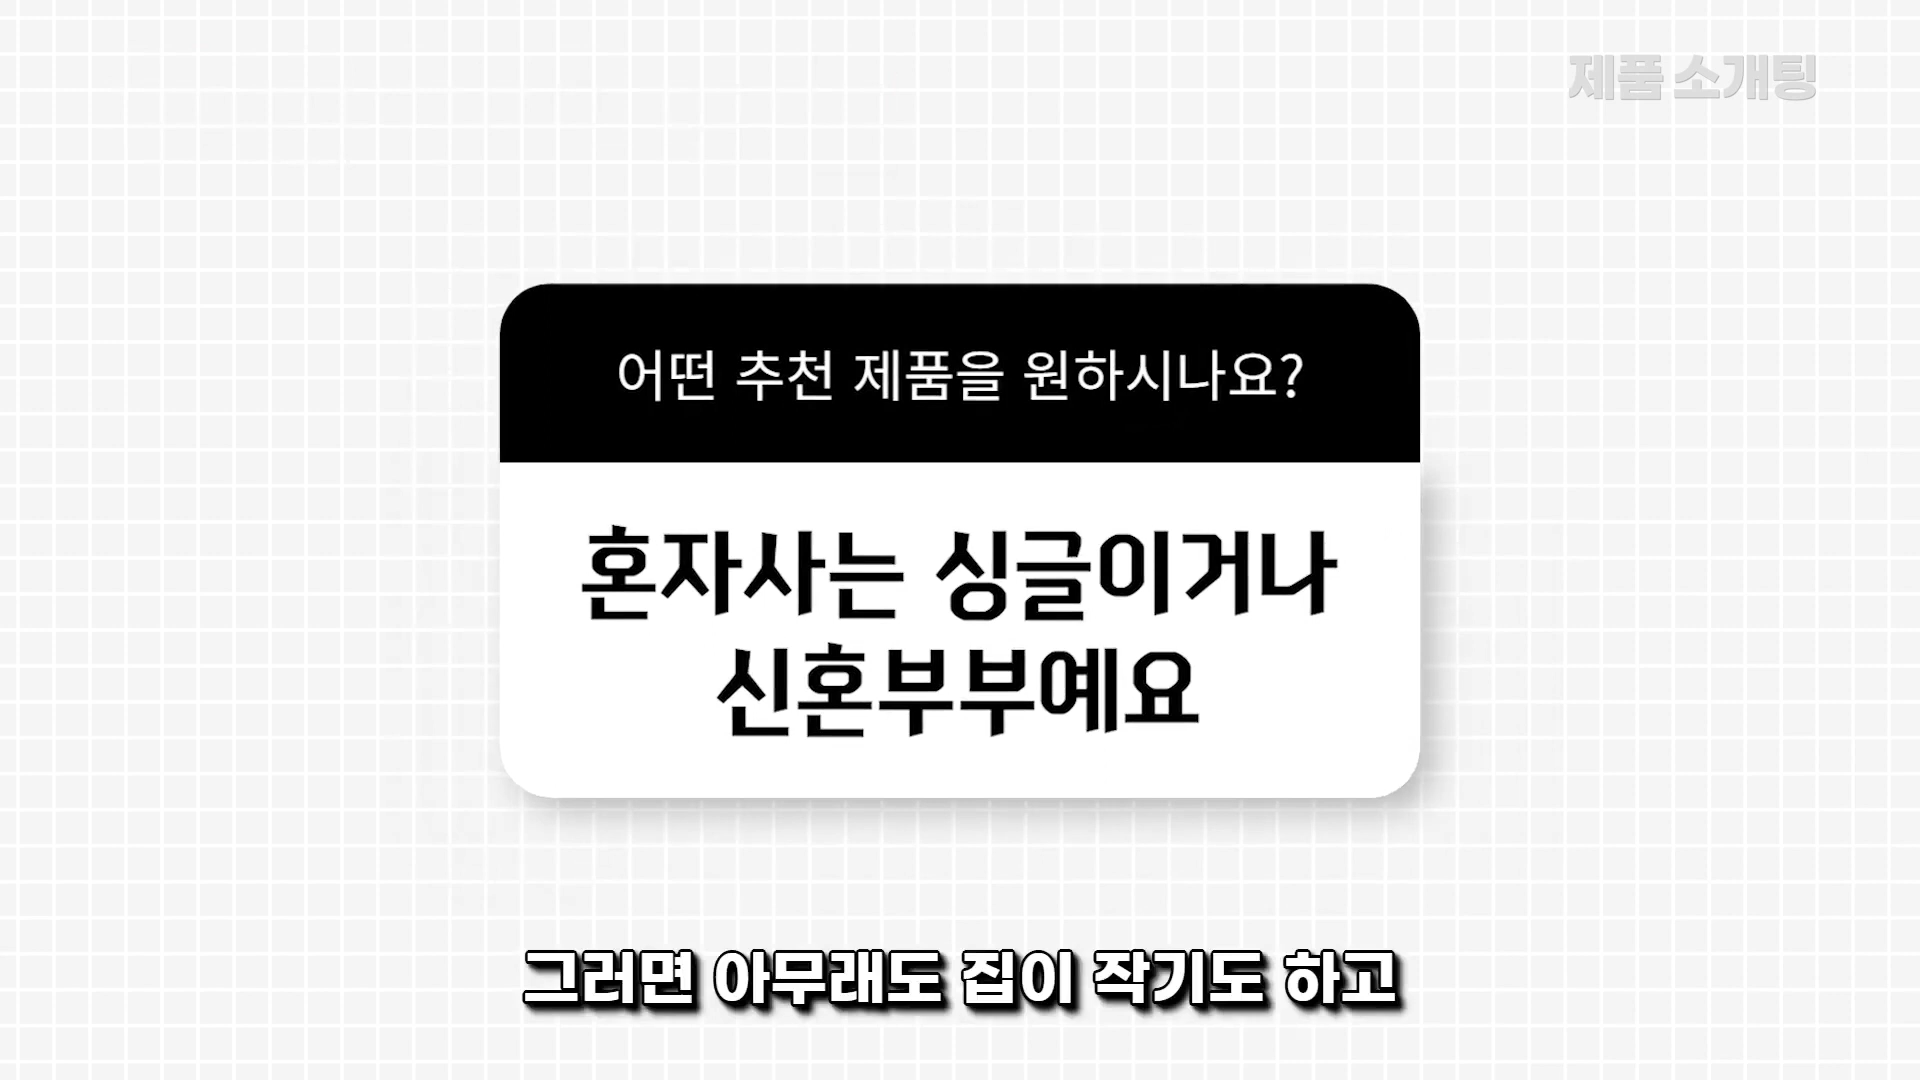 제품 소개팅
어떤 추천 제품을 원하시나요?
혼자사는 싱글이거나
신혼부부예요
그러면 아무래도 집이 작기도 하고